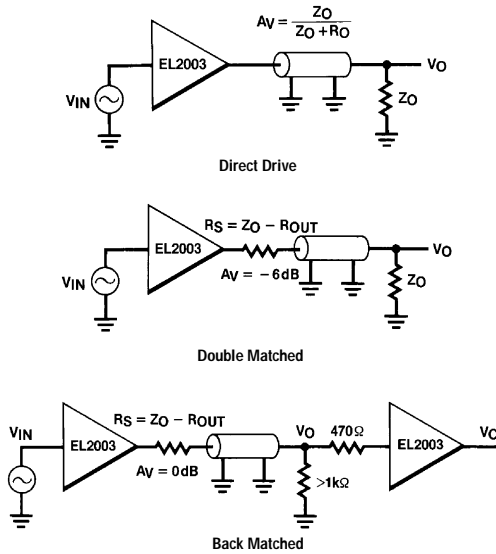 AV = ZO / ZO + RO
EL2003
VIN
VO
ZO
Direct Drive
RS = ZO – ROUT
EL2003
VIN
AV = –6dB
VO
ZO
Double Matched
VIN
EL2003
RS = ZO – ROUT
AV = 0dB
VO
470Ω
>1kΩ
EL2003
VO
Back Matched